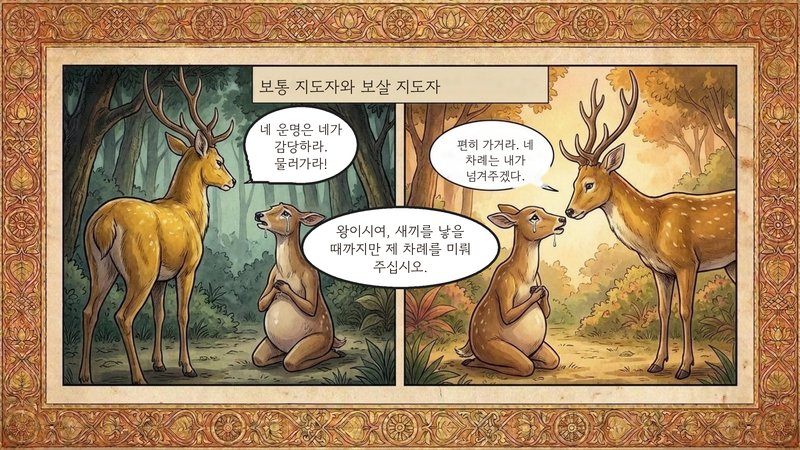 보통 지도자와 보살 지도자
네 운명은 네가
감당하라.
물러가라!
왕이시여, 새끼를 낳을
때까지만 제 차례를 미뤄
주십시오.
편히 가거라. 네
차례는 내가
넘겨주겠다.